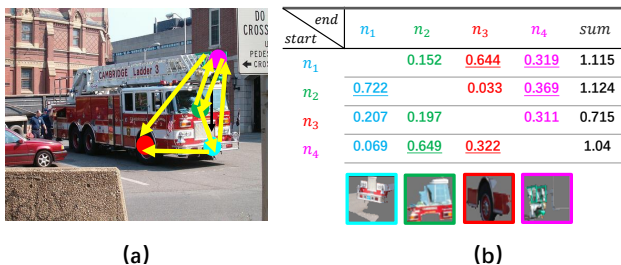 DO
CROSS
U
PEDES
CROS
CAMBRIDGE Ladder 3
(a)
end
start
n1 n2 n3 n4 sum
n1 0.152 0.644 0.319 1.115
n2 0.722 0.033 0.369 1.124
n3 0.207 0.197 0.311 0.715
n4 0.069 0.649 0.322 1.04
(b)